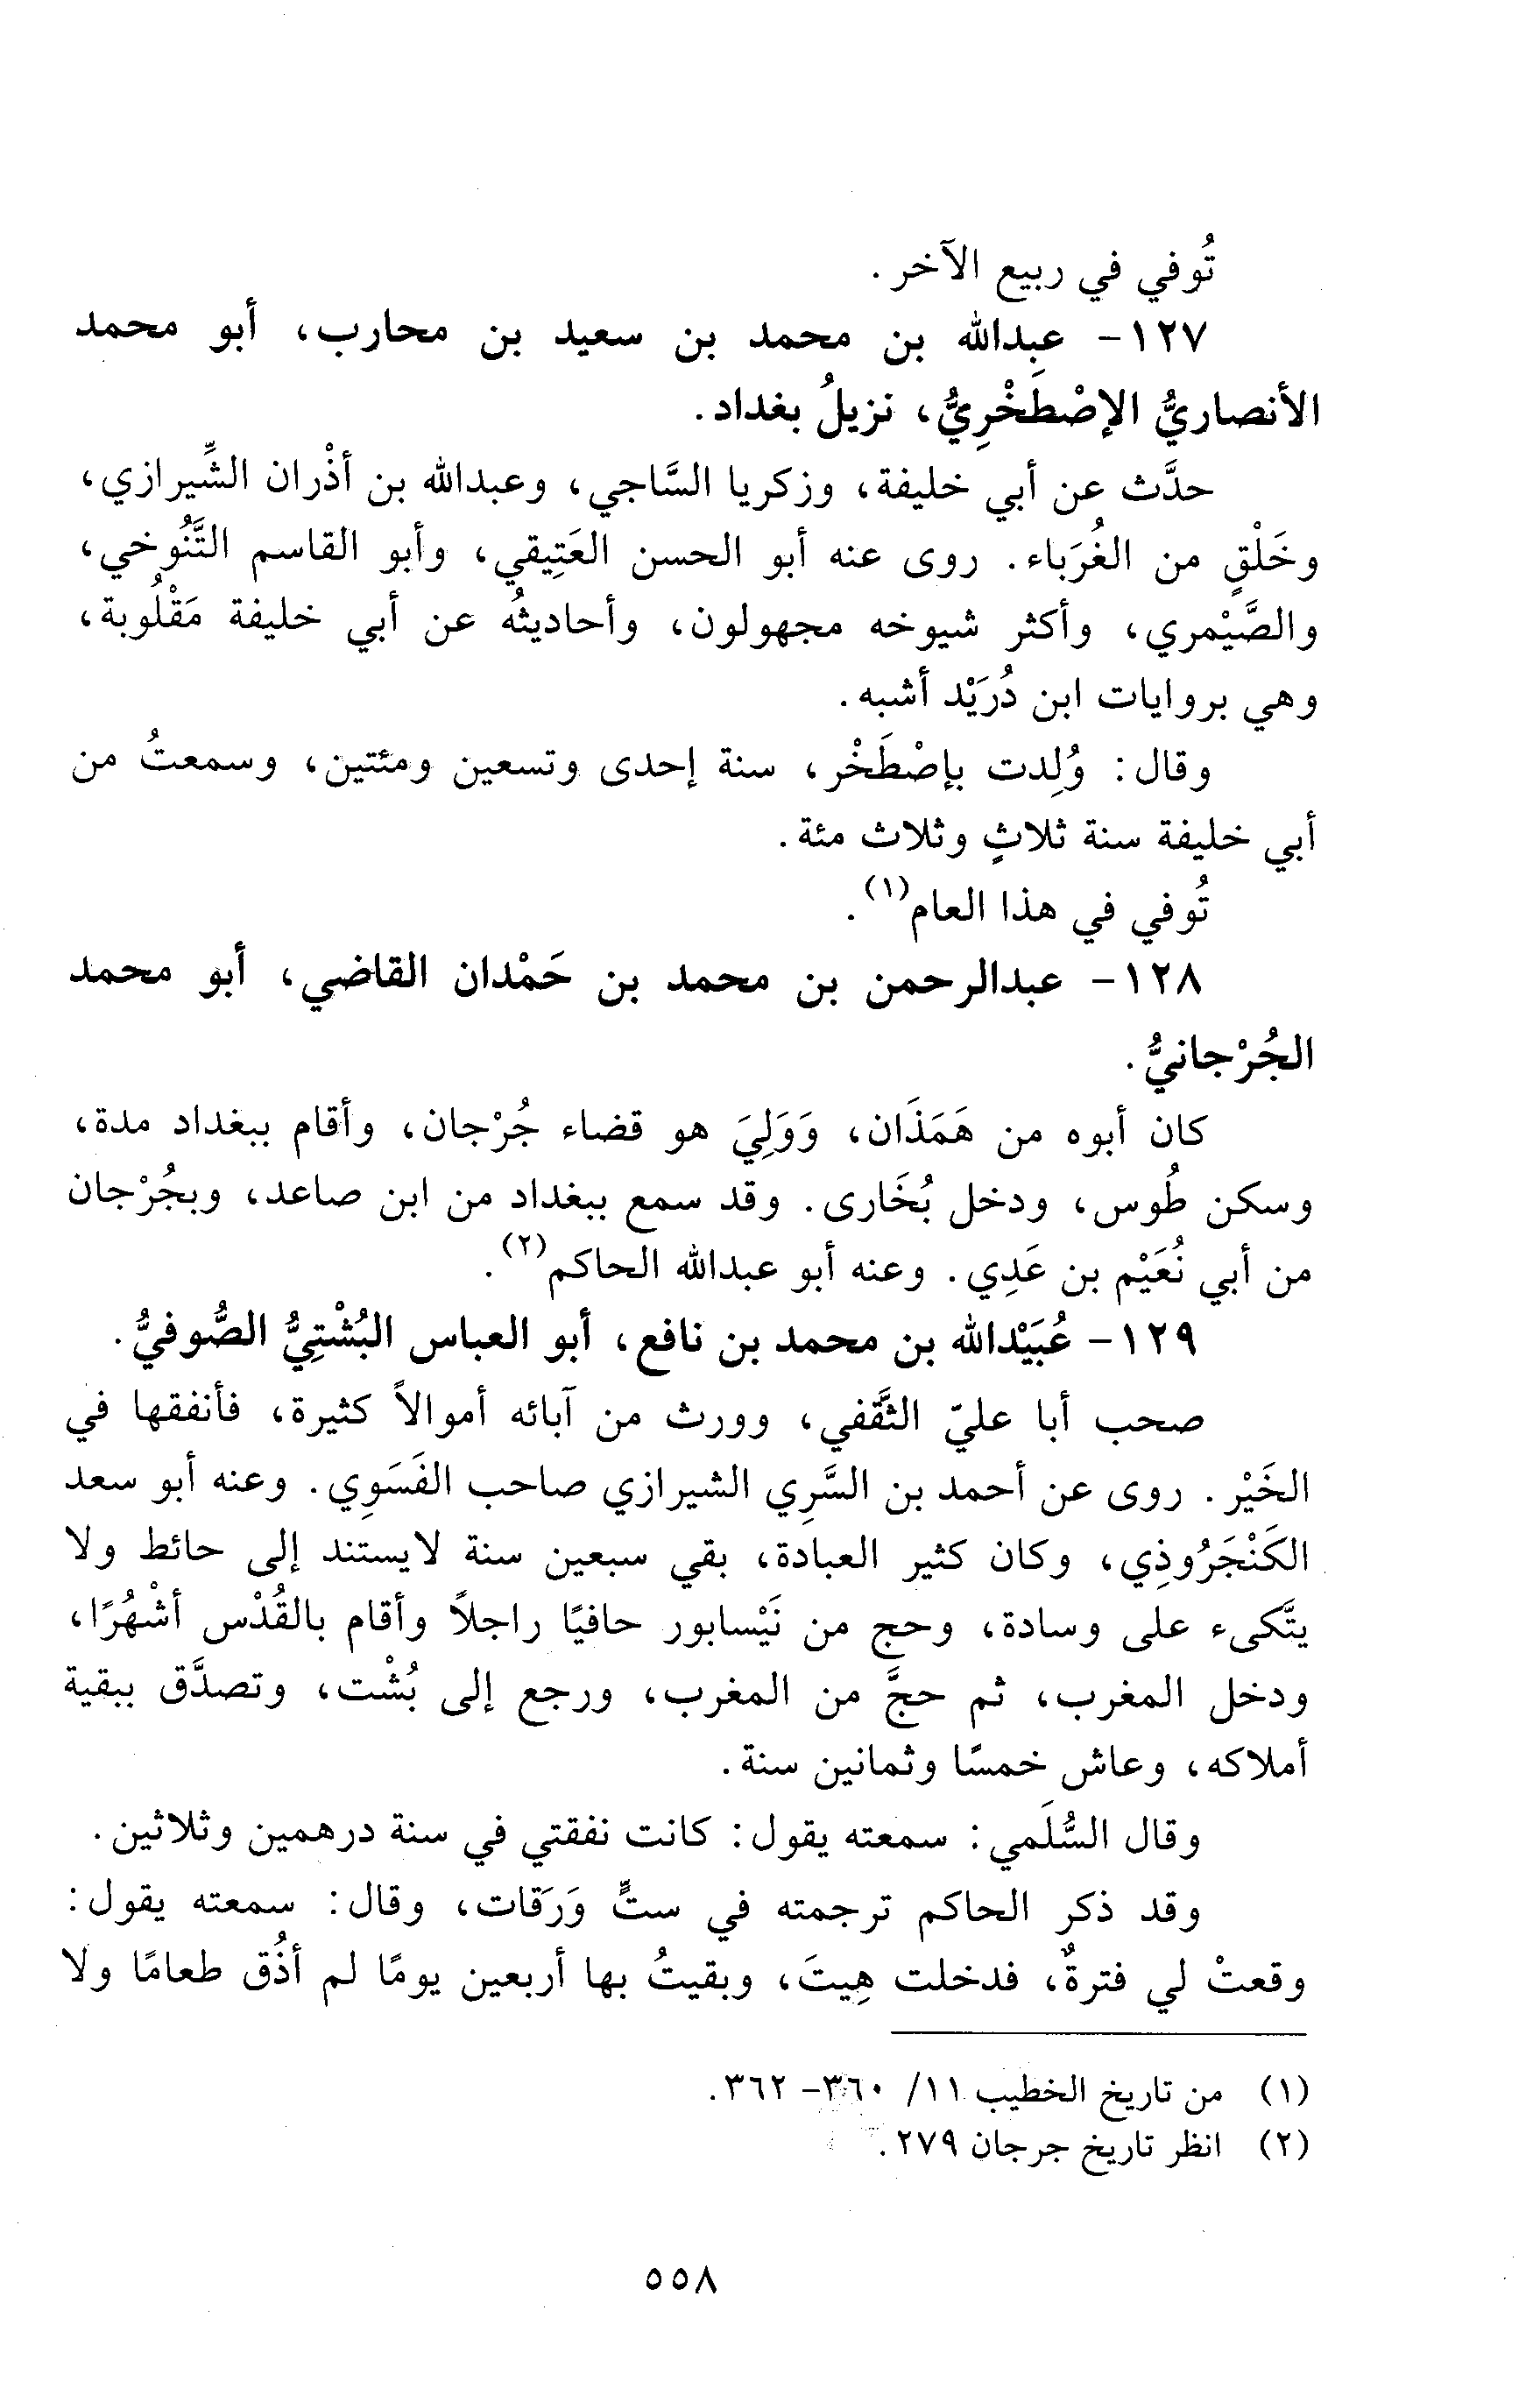 تُوفي في ربيع الآخر.
١٢٧- عبدالله بن محمد بن سعيد بن محارب، أبو محمد
الأنصاريُّ الإصْطَخْرِيُّ، نزيلُ بغداد.
حدَّث عن أبي خليفة، وزكريا السَّاجي، وعبدالله بن أذْران الشِّيرازي،
وخَلْقٍ من الغُرَباء. روى عنه أبو الحسن العَتِيقي، وأبو القاسم التَّنُوخي،
والصَّيْمري، وأكثر شيوخه مجهولون، وأحاديثُه عن أبي خليفة مَقْلُوبة،
وهي بروايات ابن دُرَيْد أشبه.
وقال: وُلِدت بإصْطَخْر، سنة إحدى وتسعين ومئتين، وسمعتُ من
أبي خليفة سنة ثلاثٍ وثلاث مئة.
تُوفي في هذا العام(١).
١٢٨- عبدالرحمن بن محمد بن حَمْدان القاضي، أبو محمد
الجُرْجانيُّ.
كان أبوه من هَمَذَان، وَوَلِيَ هو قضاء جُرْجان، وأقام ببغداد مدة،
وسكن طُوس، ودخل بُخَارى. وقد سمع ببغداد من ابن صاعد، وبجُرْجان
من أبي نُعَيْم بن عَدِي. وعنه أبو عبدالله الحاكم(٢).
١٢٩- عُبَيْدالله بن محمد بن نافع، أبو العباس البُشْتِيُّ الصُّوفيُّ.
صحب أبا عليّ الثَّقَفي، وورث من آبائه أموالاً كثيرة، فأنفقها في
الخَيْر. روى عن أحمد بن السَّرِي الشيرازي صاحب الفَسَوِي. وعنه أبو سعد
الكَنْجَرُوذِي، وكان كثير العبادة، بقي سبعين سنة لايستند إلى حائط ولا
يتَّكىء على وسادة، وحج من نَيْسابور حافيًا راجلاً وأقام بالقُدْس أشْهُرًا،
ودخل المغرب، ثم حجَّ من المغرب، ورجع إلى بُشْت، وتصدَّق ببقية
أملاكه، وعاش خمسًا وثمانين سنة.
وقال السُّلَمي: سمعته يقول: كانت نفقتي في سنة درهمين وثلاثين.
وقد ذكر الحاكم ترجمته في ستٍّ وَرَقات، وقال: سمعته يقول:
وقعتْ لي فترةٌ، فدخلت هِيتَ، وبقيتُ بها أربعين يومًا لم أذُق طعامًا ولا
(١) من تاريخ الخطيب ١١/ ٣٦٠- ٣٦٢.
(٢) انظر تاريخ جرجان ٢٧٩.
٥٥٨